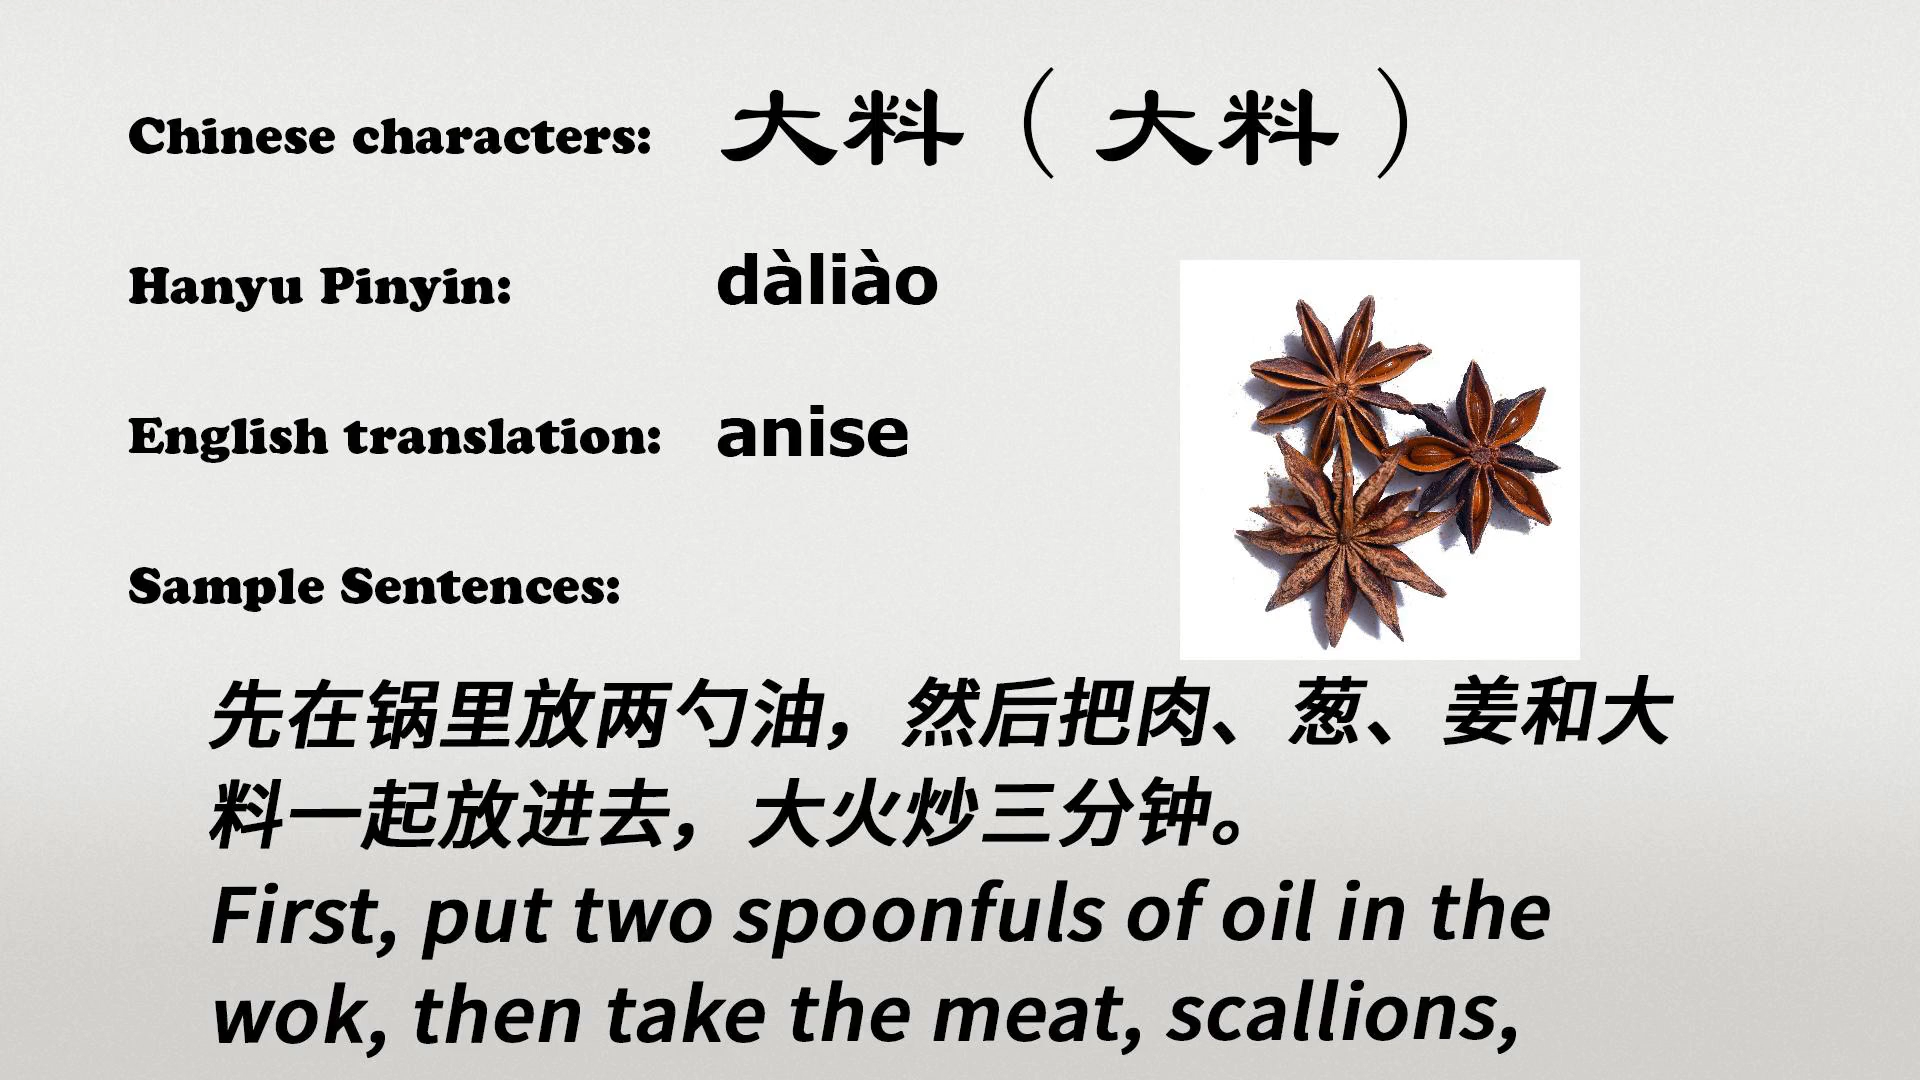 Chinese characters: 大料（大料）
Hanyu Pinyin: dàliào
English translation: anise
Sample Sentences:
先在锅里放两勺油，然后把肉、葱、姜和大
料一起放进去，大火炒三分钟。
First, put two spoonfuls of oil in the
wok, then take the meat, scallions,